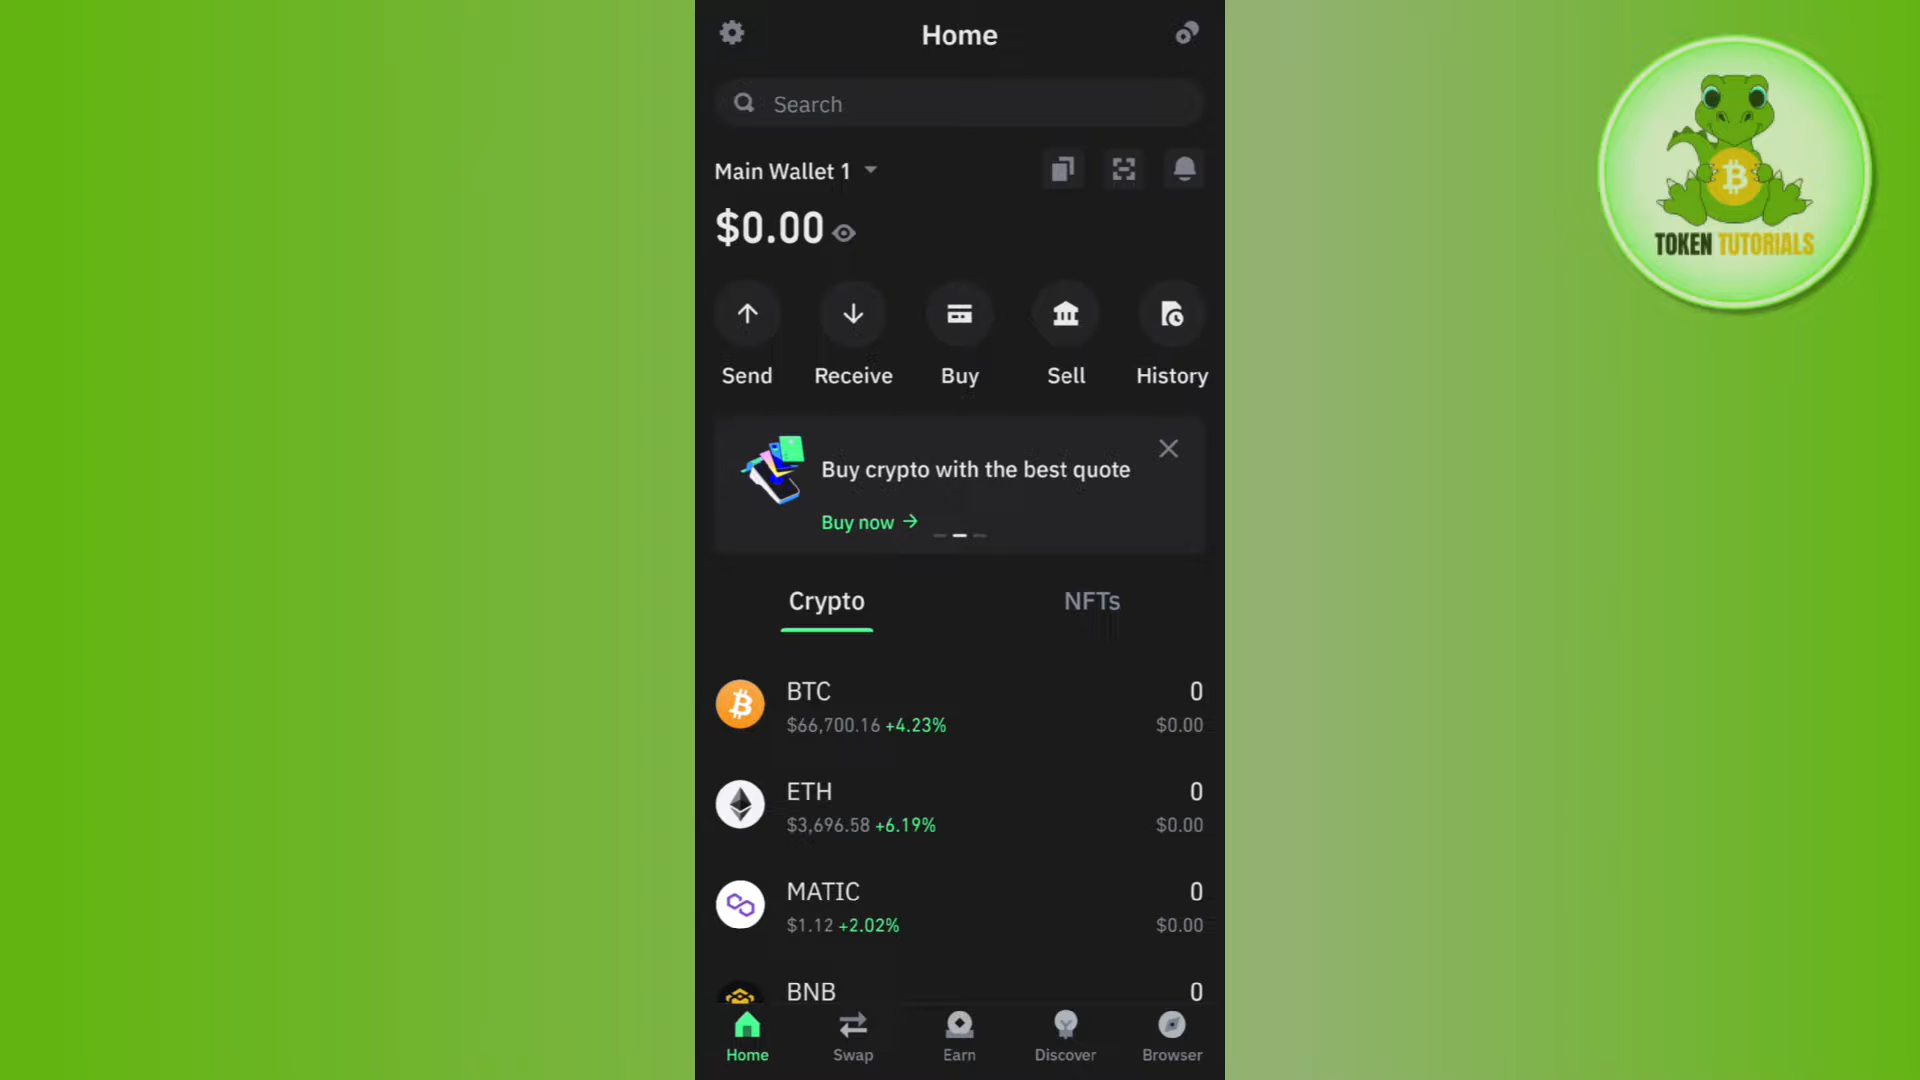 Home
Search
Main Wallet 1
$0.00
Send Receive Buy Sell History
Buy crypto with the best quote
Buy now →
Crypto NFTs
BTC 0
$66,700.16 +4.23% $0.00
ETH 0
$3,696.58 +6.19% $0.00
MATIC 0
$1.12 +2.02% $0.00
BNB 0
Home Swap Earn Discover Browser
TOKEN TUTORIALS